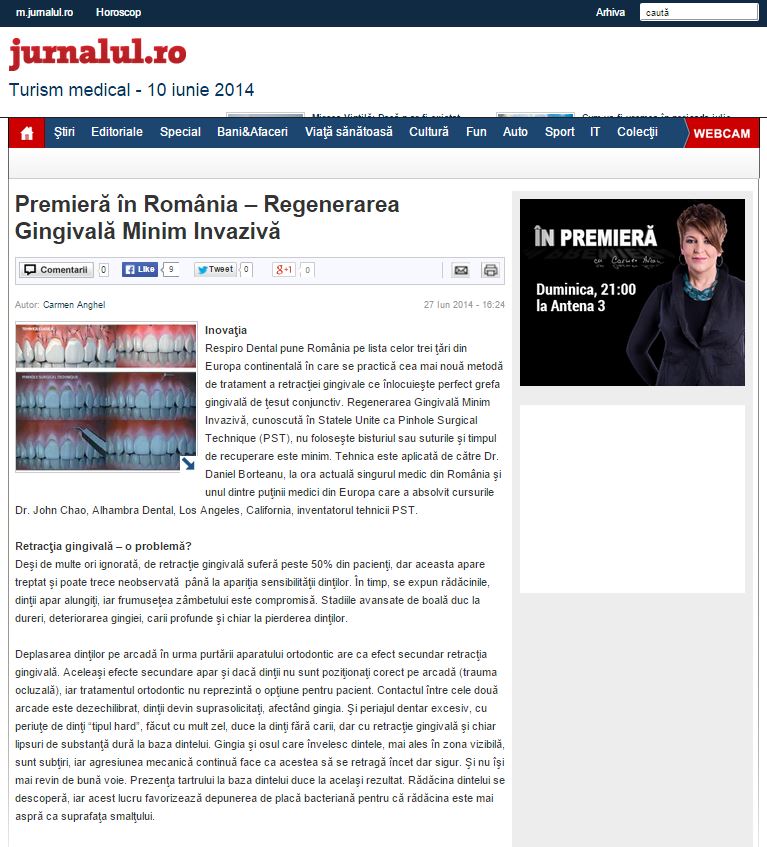 m.jurnalul.ro Horoscop Arhiva caută
jurnalul.ro
Turism medical - 10 iunie 2014
Ştiri Editoriale Special Bani&Afaceri Viaţă sănătoasă Cultură Fun Auto Sport IT Colecţii WEBCAM
Premieră în România – Regenerarea
Gingivală Minim Invazivă
Comentarii 0 Like 9 Tweet 0 +1 0
Autor: Carmen Anghel 27 Iun 2014 - 16:24
PINHOLE SURGICAL TECHNIQUE
Inovaţia
Respiro Dental pune România pe lista celor trei ţări din
Europa continentală în care se practică cea mai nouă metodă
de tratament a retracţiei gingivale ce înlocuieşte perfect grefa
gingivală de ţesut conjunctiv. Regenerarea Gingivală Minim
Invazivă, cunoscută în Statele Unite ca Pinhole Surgical
Technique (PST), nu foloseşte bisturiul sau suturile şi timpul
de recuperare este minim. Tehnica este aplicată de către Dr.
Daniel Borteanu, la ora actuală singurul medic din România şi
unul dintre puţinii medici din Europa care a absolvit cursurile
Dr. John Chao, Alhambra Dental, Los Angeles, California, inventatorul tehnicii PST.
Retracţia gingivală – o problemă?
Deşi de multe ori ignorată, de retracţie gingivală suferă peste 50% din pacienţi, dar aceasta apare
treptat şi poate trece neobservată până la apariţia sensibilităţii dinţilor. În timp, se expun rădăcinile,
dinţii apar alungiţi, iar frumuseţea zâmbetului este compromisă. Stadiile avansate de boală duc la
dureri, deteriorarea gingiei, carii profunde şi chiar la pierderea dinţilor.
Deplasarea dinţilor pe arcadă în urma purtării aparatului ortodontic are ca efect secundar retracţia
gingivală. Aceleaşi efecte secundare apar şi dacă dinţii nu sunt poziţionaţi corect pe arcadă (trauma
ocluzală), iar tratamentul ortodontic nu reprezintă o opţiune pentru pacient. Contactul între cele două
arcade este dezechilibrat, dinţii devin suprasolicitaţi, afectând gingia. Şi periajul dentar excesiv, cu
periuţe de dinţi “tipul hard”, făcut cu mult zel, duce la dinţi fără carii, dar cu retracţie gingivală şi chiar
lipsuri de substanţă dură la baza dintelui. Gingia şi osul care învelesc dintele, mai ales în zona vizibilă,
sunt subţiri, iar agresiunea mecanică continuă face ca acestea să se retragă încet dar sigur. Şi nu îşi
mai revin de bună voie. Prezenţa tartrului la baza dintelui duce la acelaşi rezultat. Rădăcina dintelui se
descoperă, iar acest lucru favorizează depunerea de placă bacteriană pentru că rădăcina este mai
aspră ca suprafaţa smalţului.
ÎN PREMIERĂ
Duminica, 21:00
la Antena 3